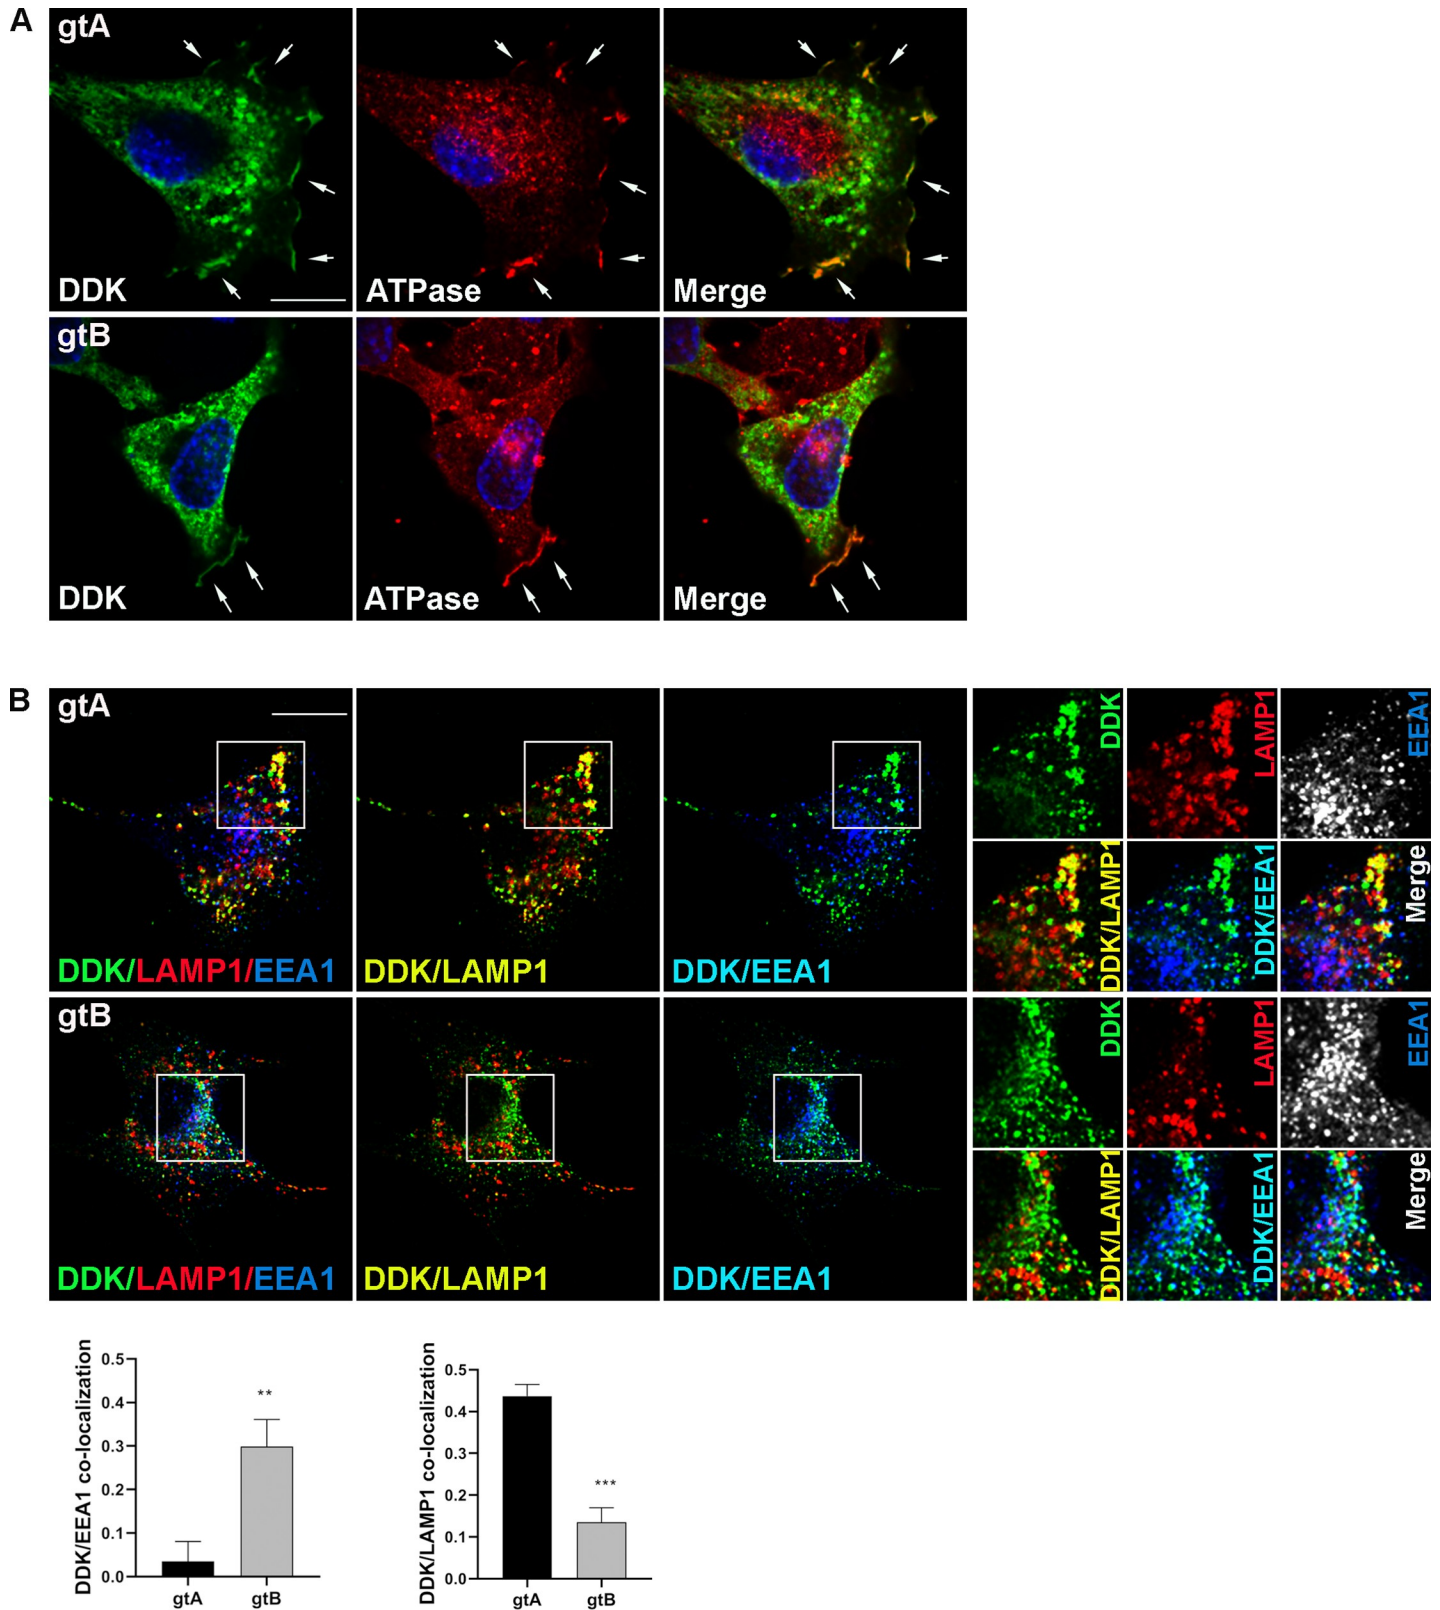 A
gtA
DDK
ATPase
Merge
gtB
DDK
ATPase
Merge
B
gtA
DDK/LAMP1/EEA1
DDK/LAMP1
DDK/EEA1
DDK
LAMP1
EEA1
DDK/LAMP1
DDK/EEA1
Merge
gtB
DDK/LAMP1/EEA1
DDK/LAMP1
DDK/EEA1
DDK
LAMP1
EEA1
DDK/LAMP1
DDK/EEA1
Merge
DDK/EEA1 co-localization
0.5
0.4
0.3
0.2
0.1
0.0
**
gtA
gtB
DDK/LAMP1 co-localization
0.5
0.4
0.3
0.2
0.1
0.0
***
gtA
gtB